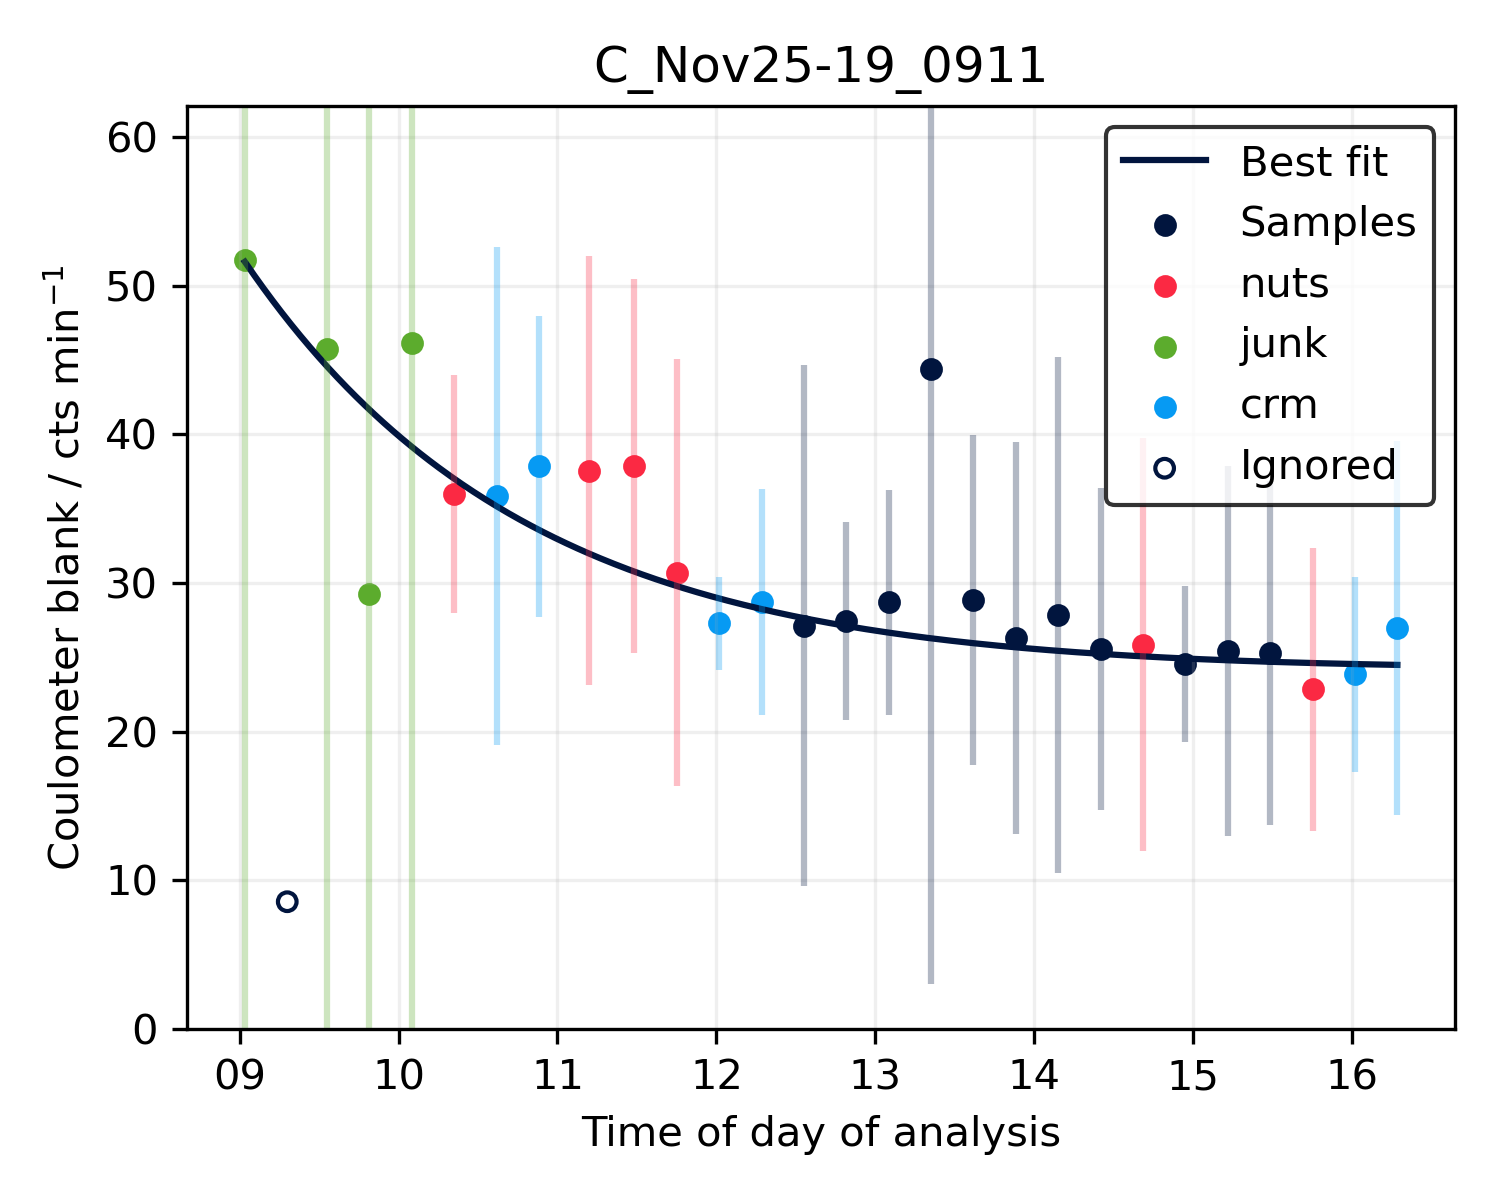 C_Nov25-19_0911
Coulometer blank / cts min⁻¹
60
50
40
30
20
10
0
Best fit
Samples
nuts
junk
crm
Ignored
09 10 11 12 13 14 15 16
Time of day of analysis